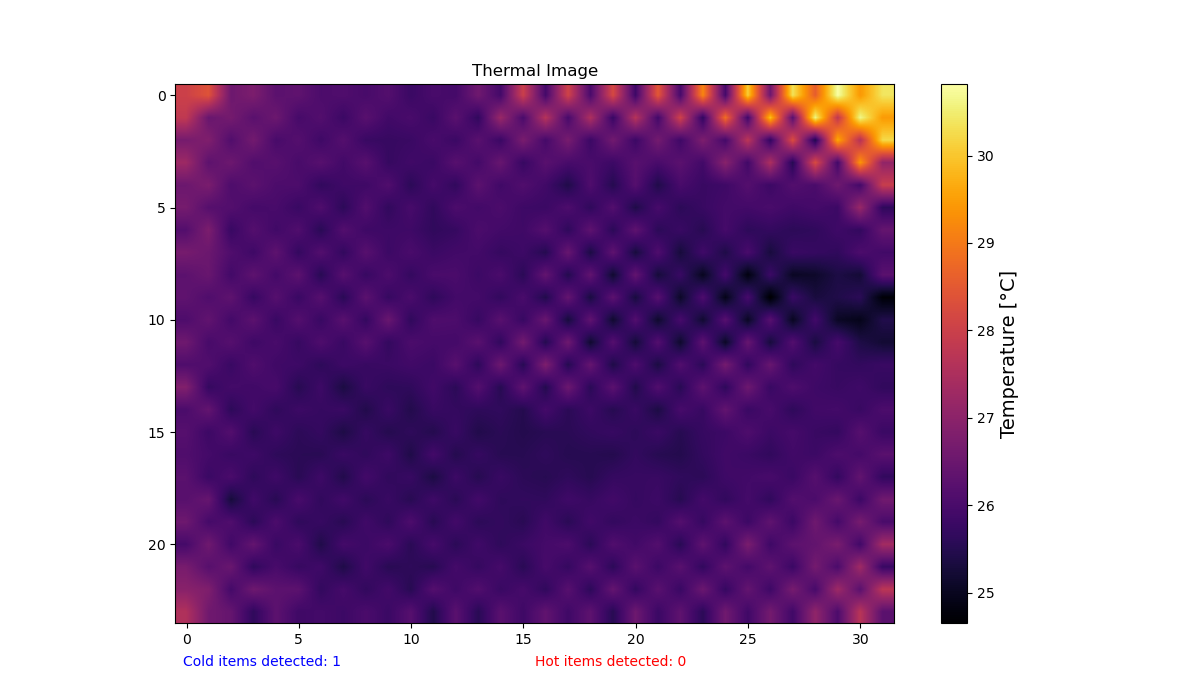 Thermal Image
0
5
10
15
20
0 5 10 15 20 25 30
30
29
28
27
26
25
Temperature [°C]
Cold items detected: 1
Hot items detected: 0